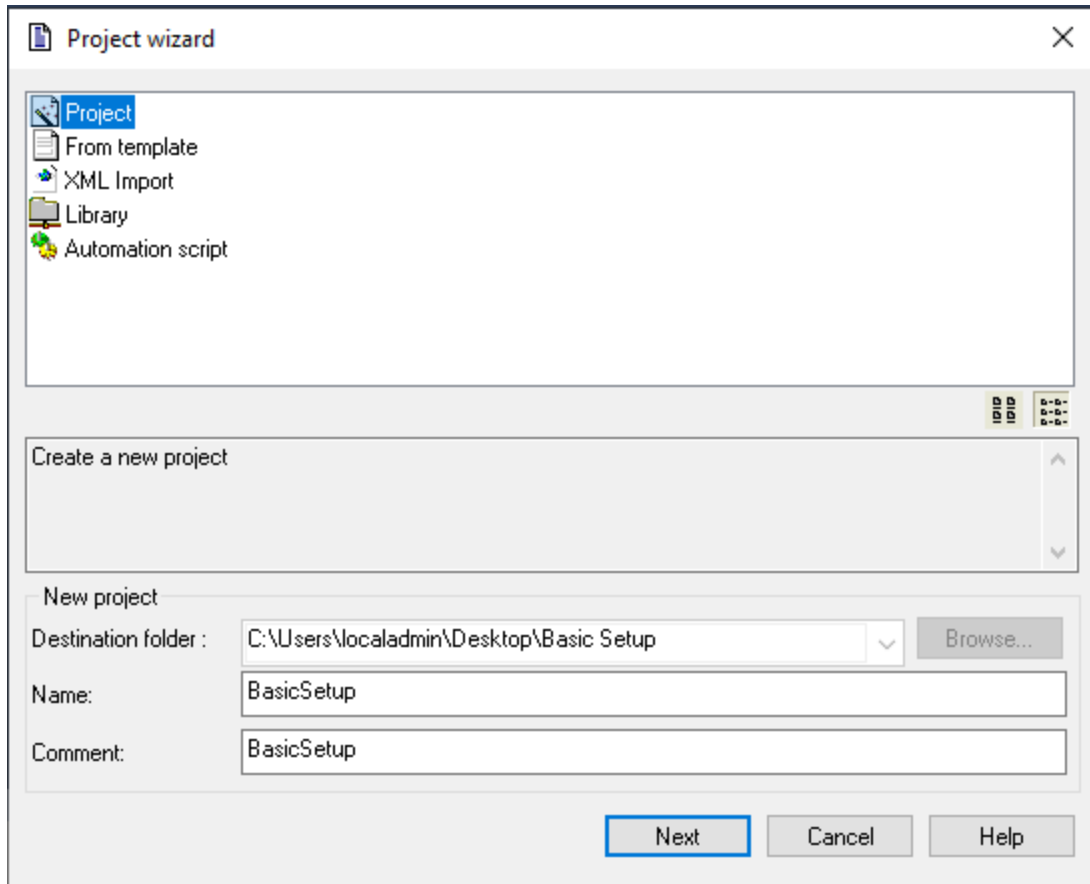 Project wizard
Project
From template
XML Import
Library
Automation script
Create a new project
New project
Destination folder : C:\Users\localadmin\Desktop\Basic Setup Browse...
Name: BasicSetup
Comment: BasicSetup
Next Cancel Help